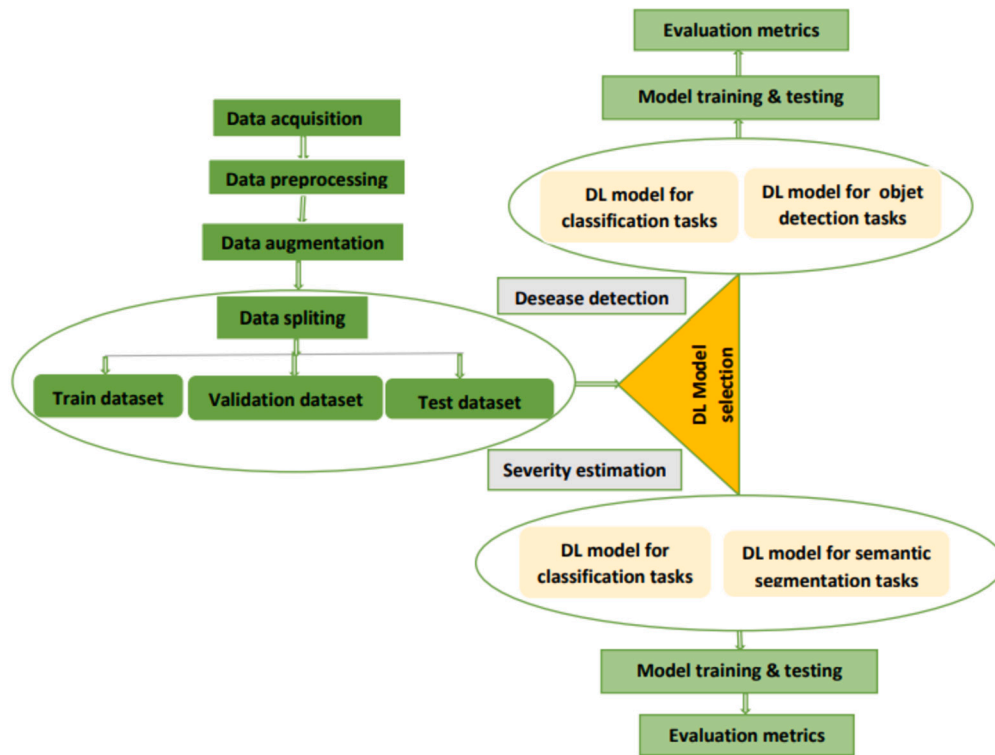 Evaluation metrics
Model training & testing
Data acquisition
Data preprocessing
Data augmentation
DL model for
classification tasks
DL model for objet
detection tasks
Desease detection
Data spliting
Train dataset
Validation dataset
Test dataset
DL Model
selection
Severity estimation
DL model for
classification tasks
DL model for semantic
segmentation tasks
Model training & testing
Evaluation metrics